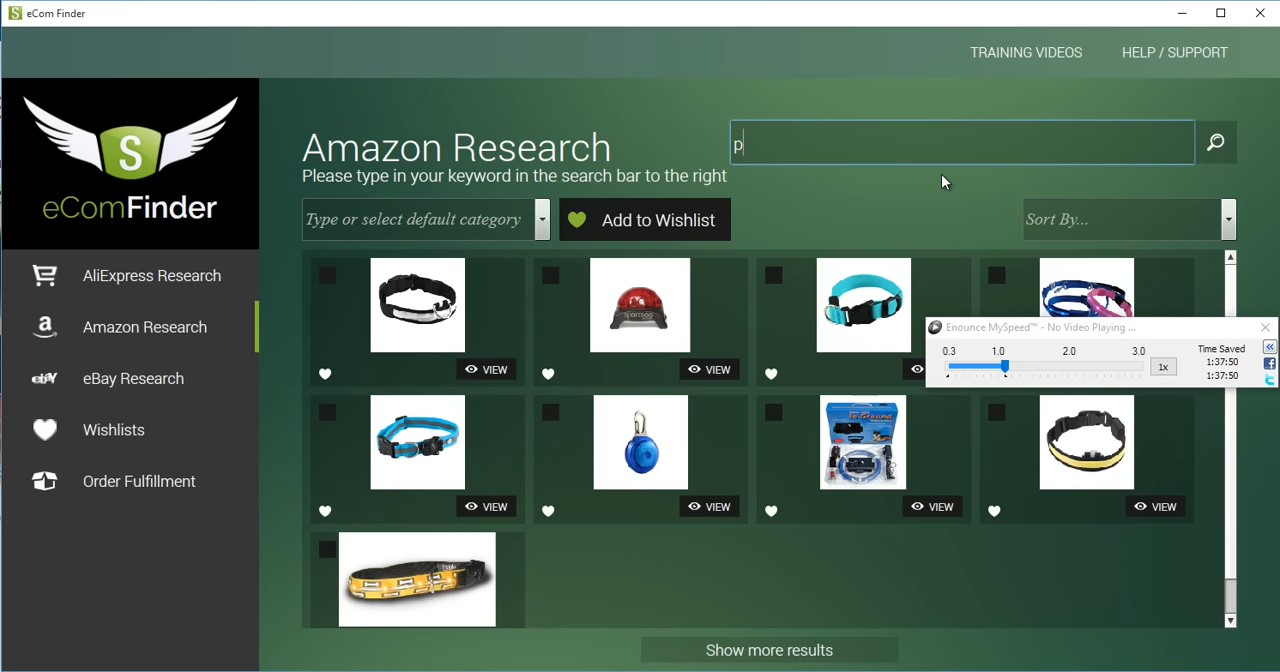 S eCom Finder
TRAINING VIDEOS HELP / SUPPORT
S
eComFinder
Amazon Research
p
Please type in your keyword in the search bar to the right
Type or select default category
Add to Wishlist
Sort By...
AliExpress Research
a Amazon Research
ebY eBay Research
Wishlists
Order Fulfillment
VIEW VIEW
Enounce MySpeed™ - No Video Playing ...
0.3 1.0 2.0 3.0
1x
Time Saved
1:37:50
1:37:50
VIEW VIEW VIEW VIEW
Show more results